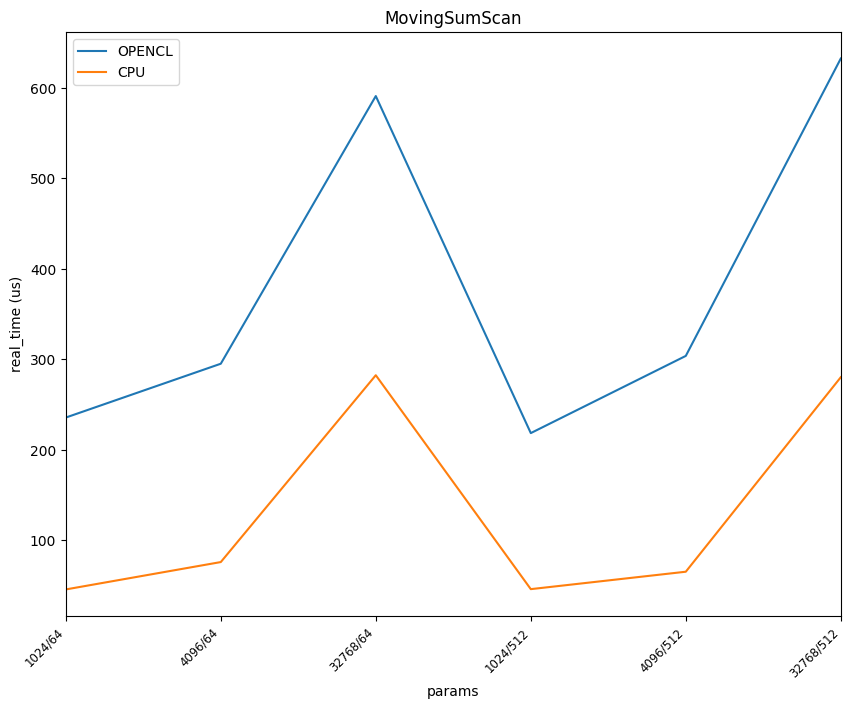 MovingSumScan
OPENCL
CPU
real_time (us)
600
500
400
300
200
100
1024/64
4096/64
32768/64
1024/512
4096/512
32768/512
params